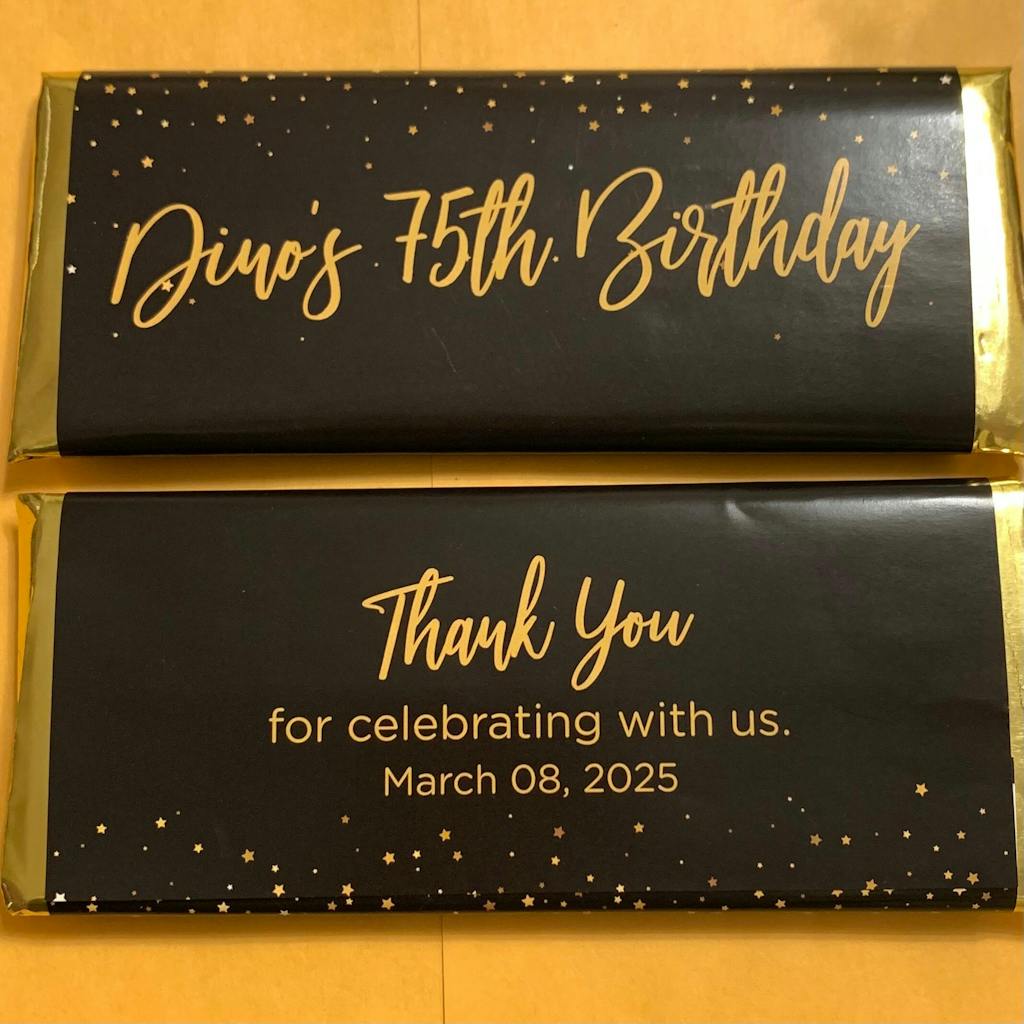 Dino's 75th Birthday
Thank You
for celebrating with us.
March 08, 2025